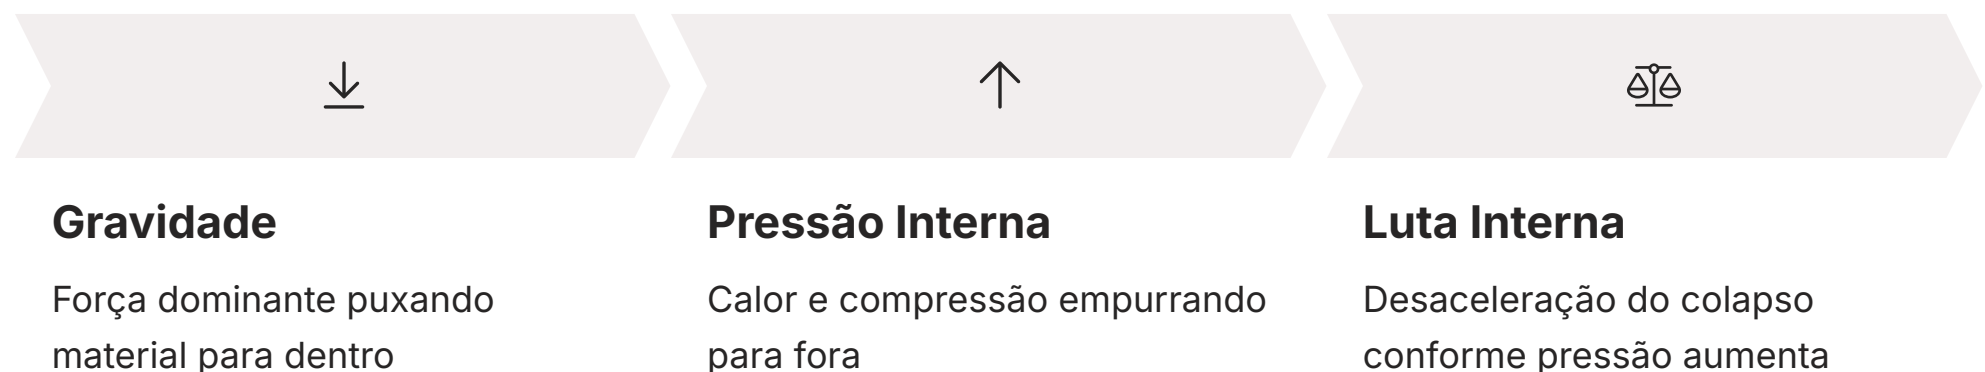 Gravidade
Força dominante puxando
material para dentro
Pressão Interna
Calor e compressão empurrando
para fora
Luta Interna
Desaceleração do colapso
conforme pressão aumenta